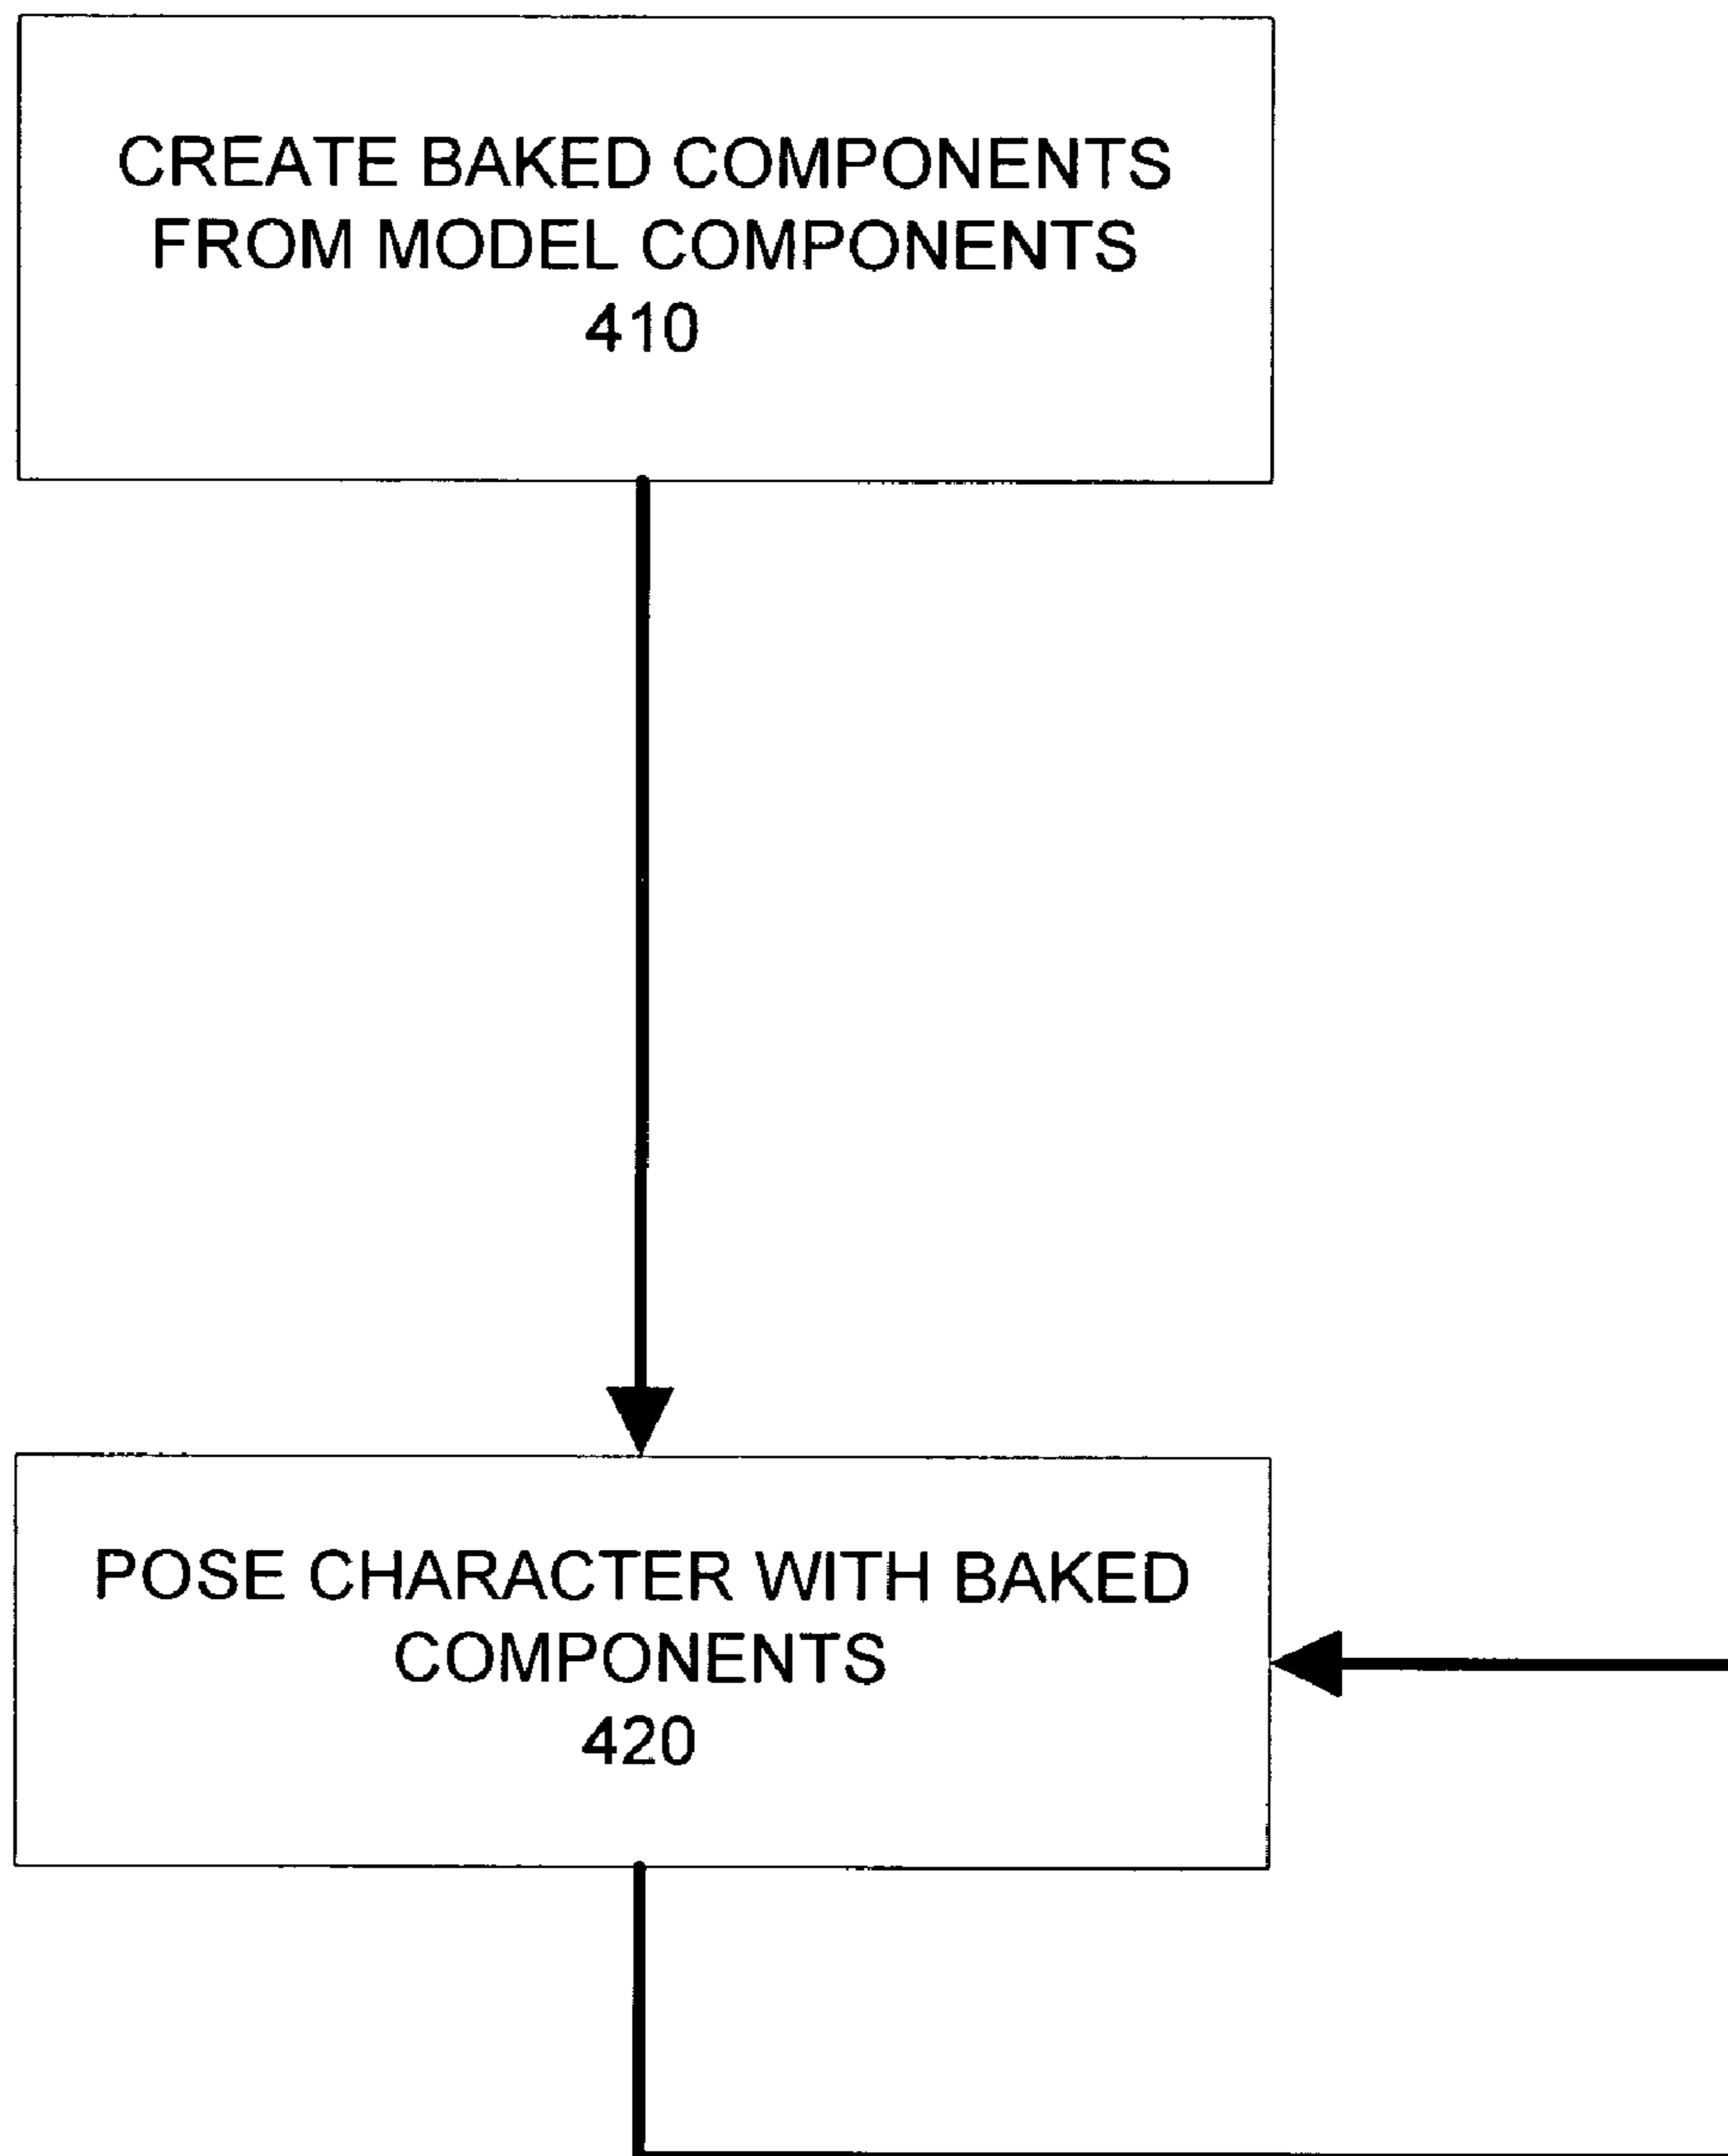 CREATE BAKED COMPONENTS
FROM MODEL COMPONENTS
410
POSE CHARACTER WITH BAKED
COMPONENTS
420